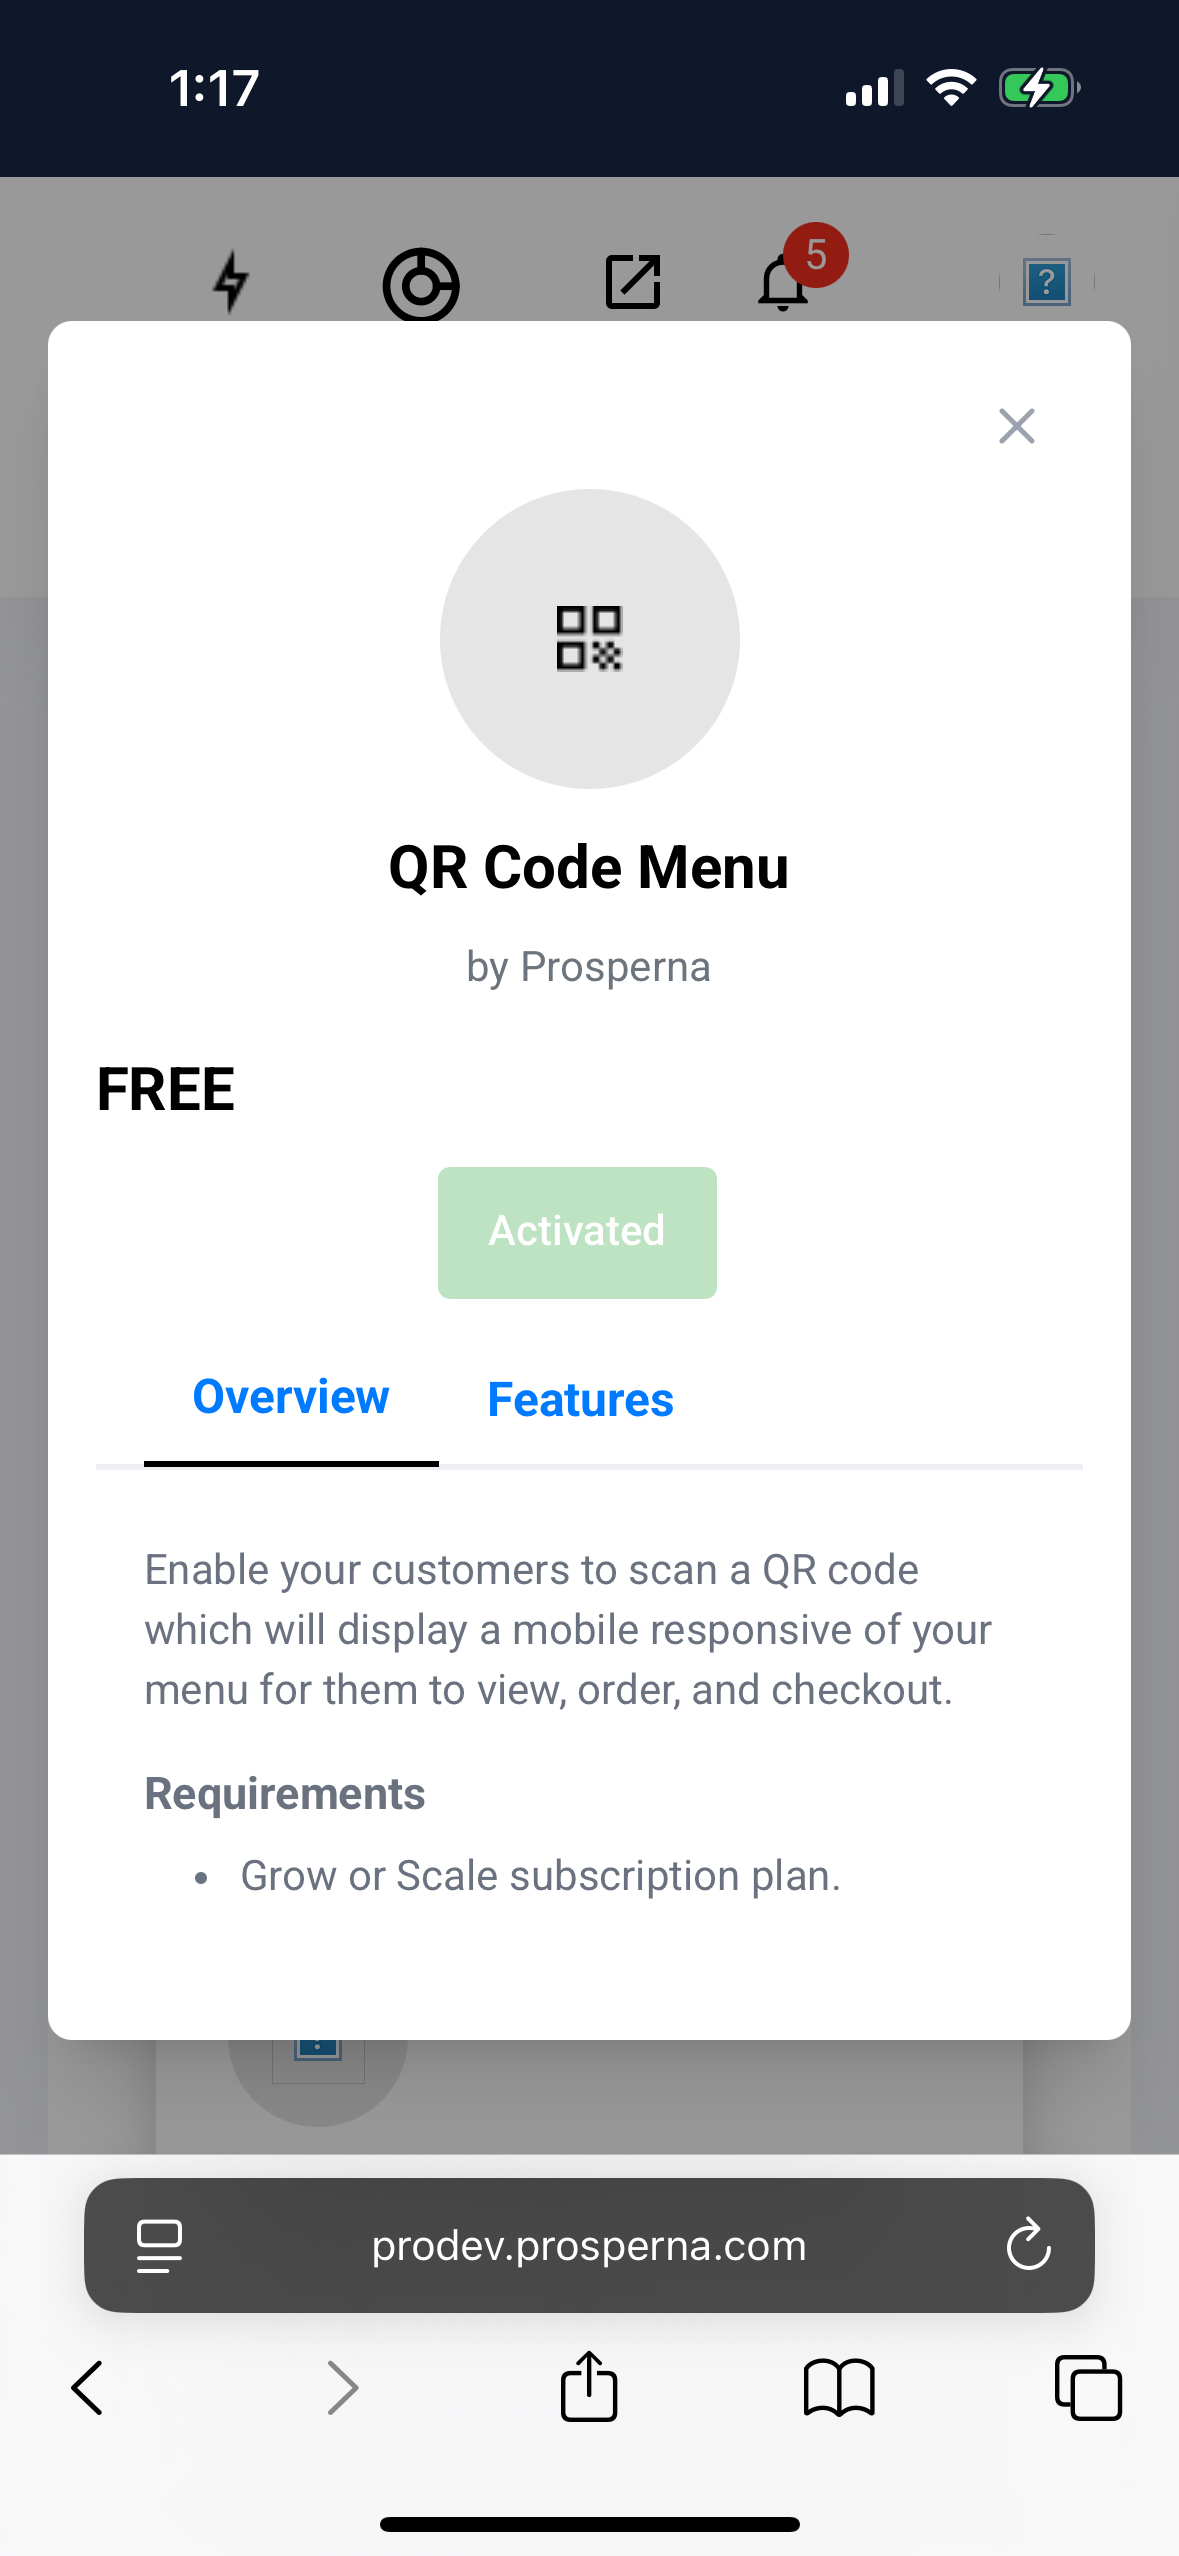 1:17
5
QR Code Menu
by Prosperna
FREE
Activated
Overview Features
Enable your customers to scan a QR code
which will display a mobile responsive of your
menu for them to view, order, and checkout.
Requirements
• Grow or Scale subscription plan.
prodev.prosperna.com